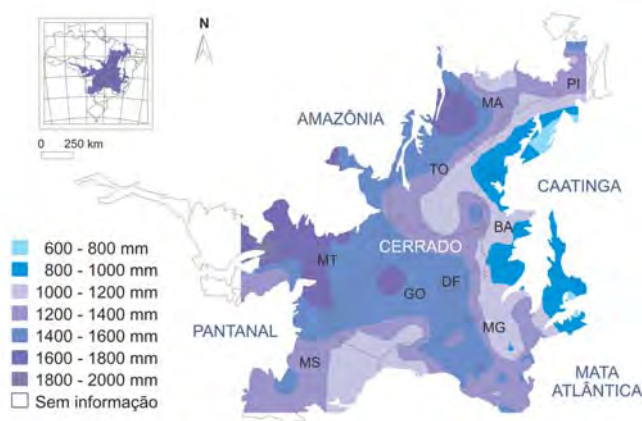 N
0 250 km
AMAZÔNIA
MA
PI
TO
CAATINGA
BA
CERRADO
MT
DF
GO
PANTANAL
MG
MS
MATA
ATLÂNTICA
600 - 800 mm
800 - 1000 mm
1000 - 1200 mm
1200 - 1400 mm
1400 - 1600 mm
1600 - 1800 mm
1800 - 2000 mm
Sem informação